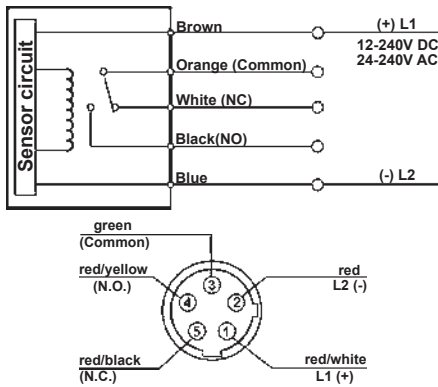 Sensor circuit
Brown
(+) L1
12-240V DC
24-240V AC
Orange (Common)
White (NC)
Black(NO)
Blue
(-) L2
green
(Common)
red/yellow
(N.O.)
3
4
2
red
L2 (-)
5
1
red/black
(N.C.)
red/white
L1 (+)